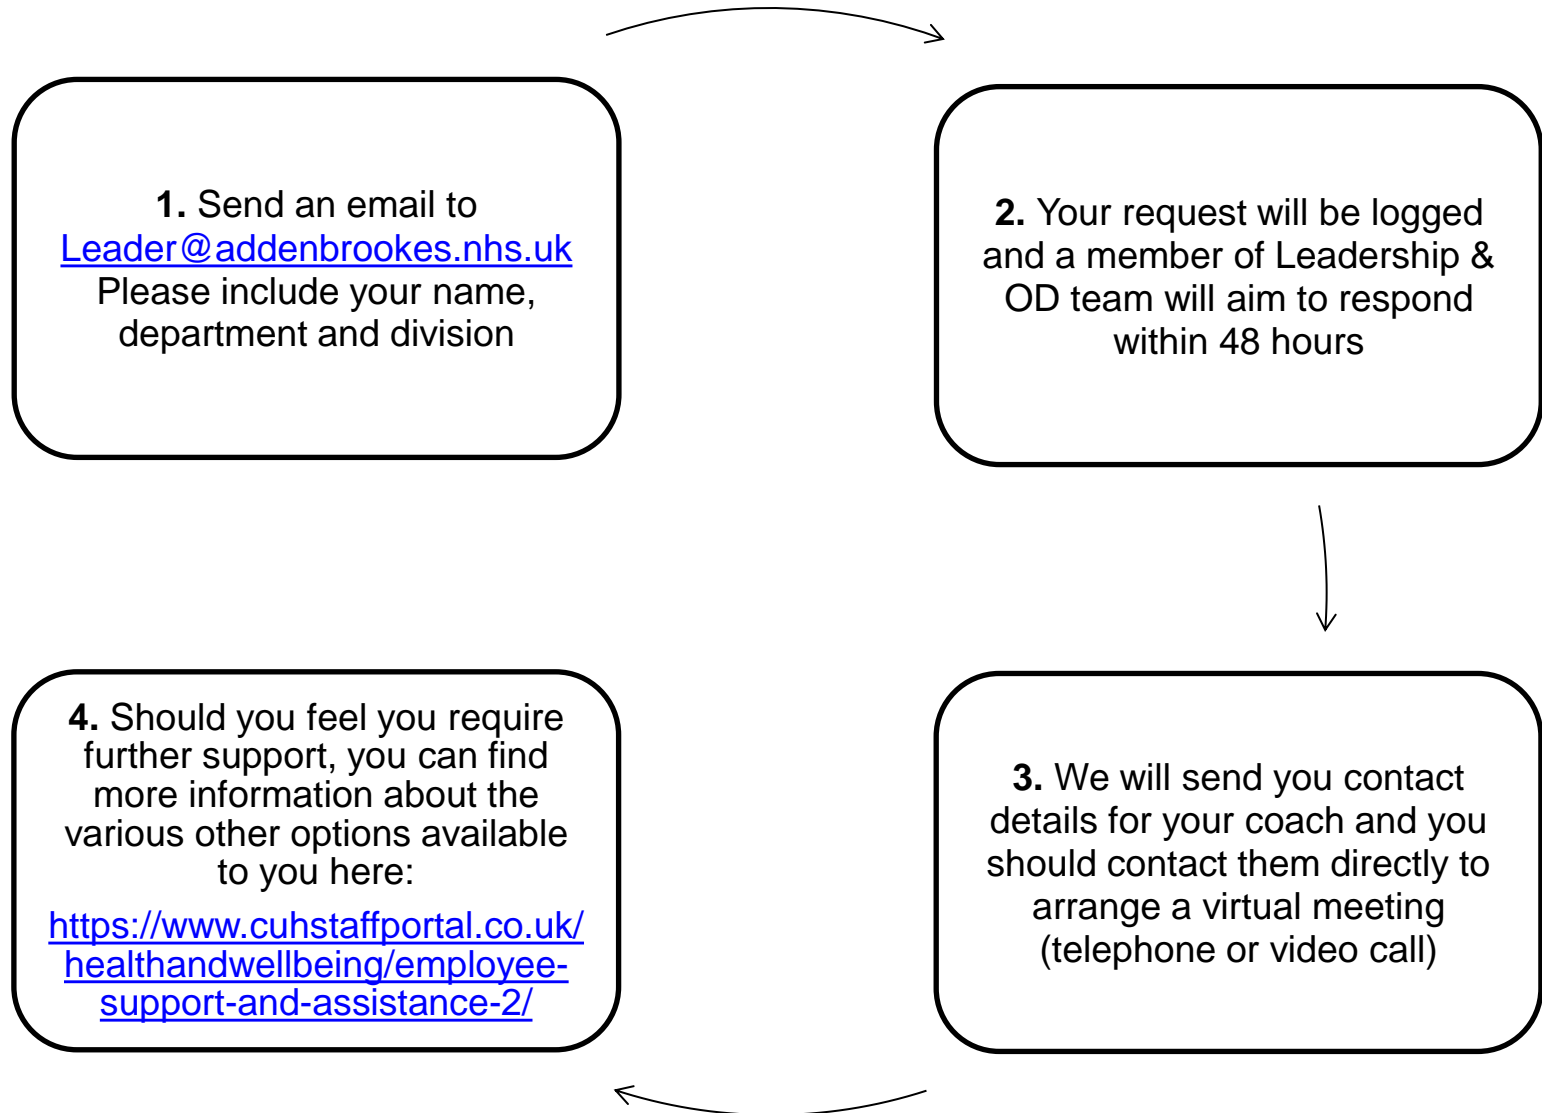 1. Send an email to
Leader@addenbrookes.nhs.uk
Please include your name,
department and division
2. Your request will be logged
and a member of Leadership &
OD team will aim to respond
within 48 hours
3. We will send you contact
details for your coach and you
should contact them directly to
arrange a virtual meeting
(telephone or video call)
4. Should you feel you require
further support, you can find
more information about the
various other options available
to you here:
https://www.cuhstaffportal.co.uk/
healthandwellbeing/employee-
support-and-assistance-2/